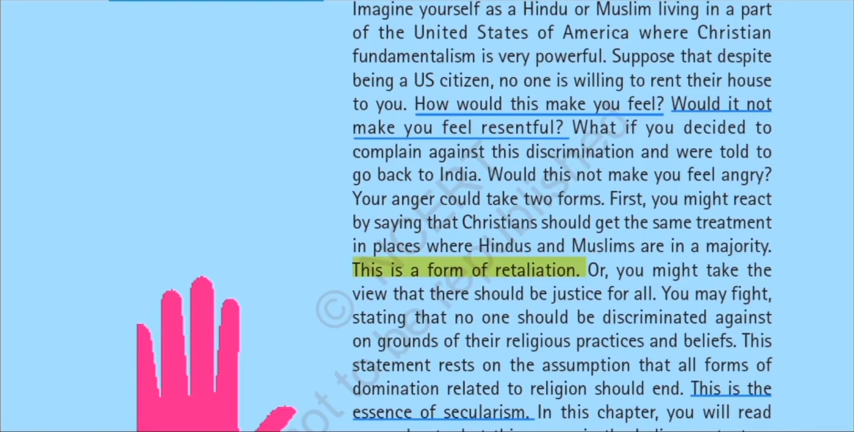 Imagine yourself as a Hindu or Muslim living in a part
of the United States of America where Christian
fundamentalism is very powerful. Suppose that despite
being a US citizen, no one is willing to rent their house
to you. How would this make you feel? Would it not
make you feel resentful? What if you decided to
complain against this discrimination and were told to
go back to India. Would this not make you feel angry?
Your anger could take two forms. First, you might react
by saying that Christians should get the same treatment
in places where Hindus and Muslims are in a majority.
This is a form of retaliation. Or, you might take the
view that there should be justice for all. You may fight,
stating that no one should be discriminated against
on grounds of their religious practices and beliefs. This
statement rests on the assumption that all forms of
domination related to religion should end. This is the
essence of secularism. In this chapter, you will read
© NCERT
not to be republished